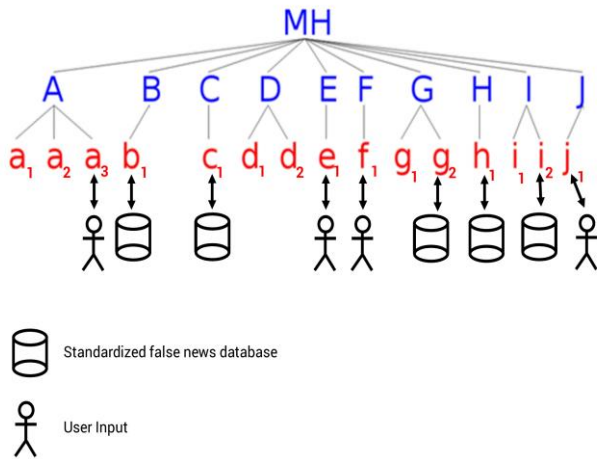 MH
A B C D E F G H I J
a1 a2 a3 b1 c1 d1 d2 e1 f1 g1 g2 h1 i1 i2 j1
Standardized false news database
User Input